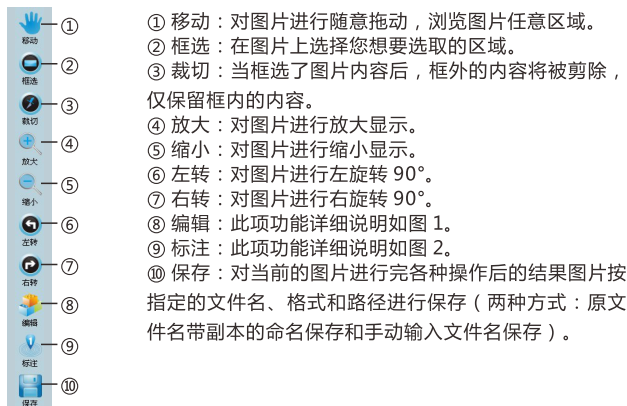 移动
①
框选
②
裁切
③
放大
④
缩小
⑤
左转
⑥
右转
⑦
编辑
⑧
标注
⑨
保存
⑩
① 移动：对图片进行随意拖动，浏览图片任意区域。
② 框选：在图片上选择您想要选取的区域。
③ 裁切：当框选了图片内容后，框外的内容将被剪除，
仅保留框内的内容。
④ 放大：对图片进行放大显示。
⑤ 缩小：对图片进行缩小显示。
⑥ 左转：对图片进行左旋转 90°。
⑦ 右转：对图片进行右旋转 90°。
⑧ 编辑：此项功能详细说明如图 1。
⑨ 标注：此项功能详细说明如图 2。
⑩ 保存：对当前的图片进行完各种操作后的结果图片按
指定的文件名、格式和路径进行保存（两种方式：原文
件名带副本的命名保存和手动输入文件名保存）。